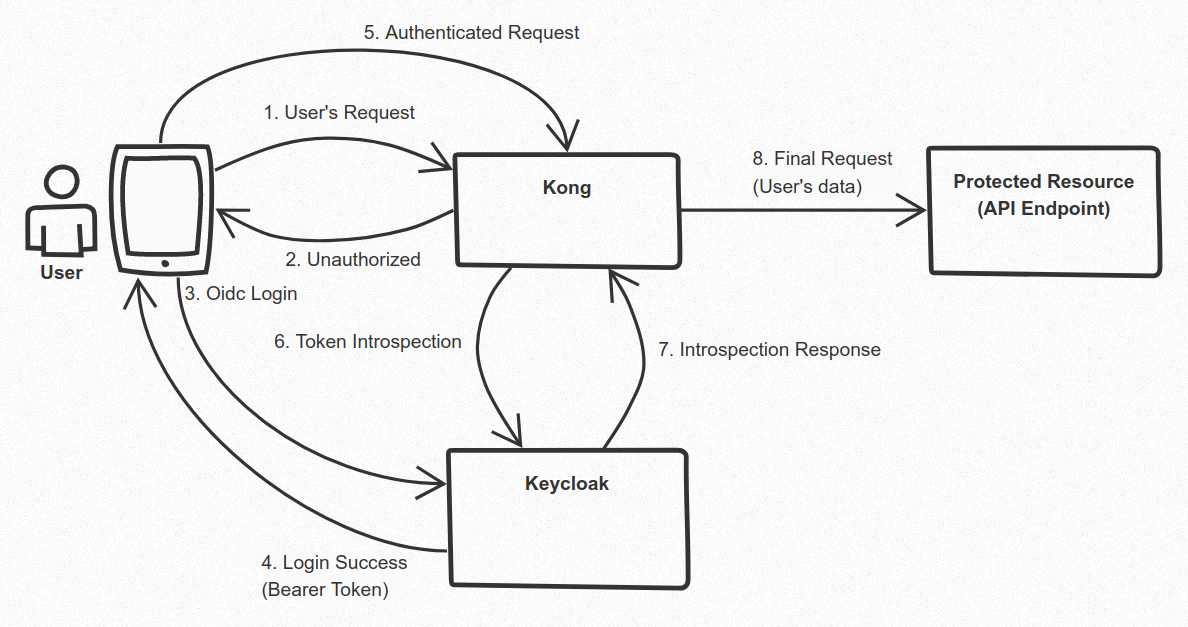 5. Authenticated Request
1. User's Request
8. Final Request
(User's data)
Kong
Protected Resource
(API Endpoint)
2. Unauthorized
User
3. Oidc Login
6. Token Introspection
7. Introspection Response
Keycloak
4. Login Success
(Bearer Token)